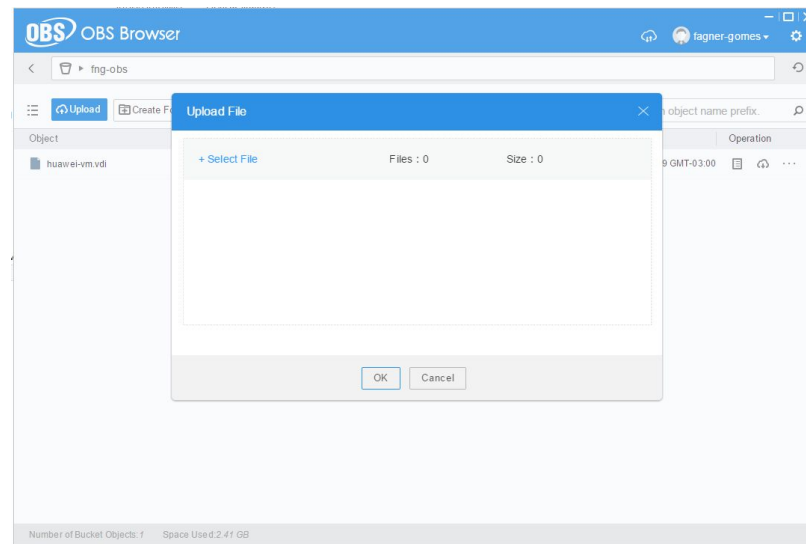 OBS OBS Browser
fagner-gomes
fng-obs
Upload
Create Fo
object name prefix.
Upload File
Object
Operation
+ Select File
Files : 0
Size : 0
huawei-vm.vdi
9 GMT-03:00
OK
Cancel
Number of Bucket Objects: 1
Space Used: 2.41 GB